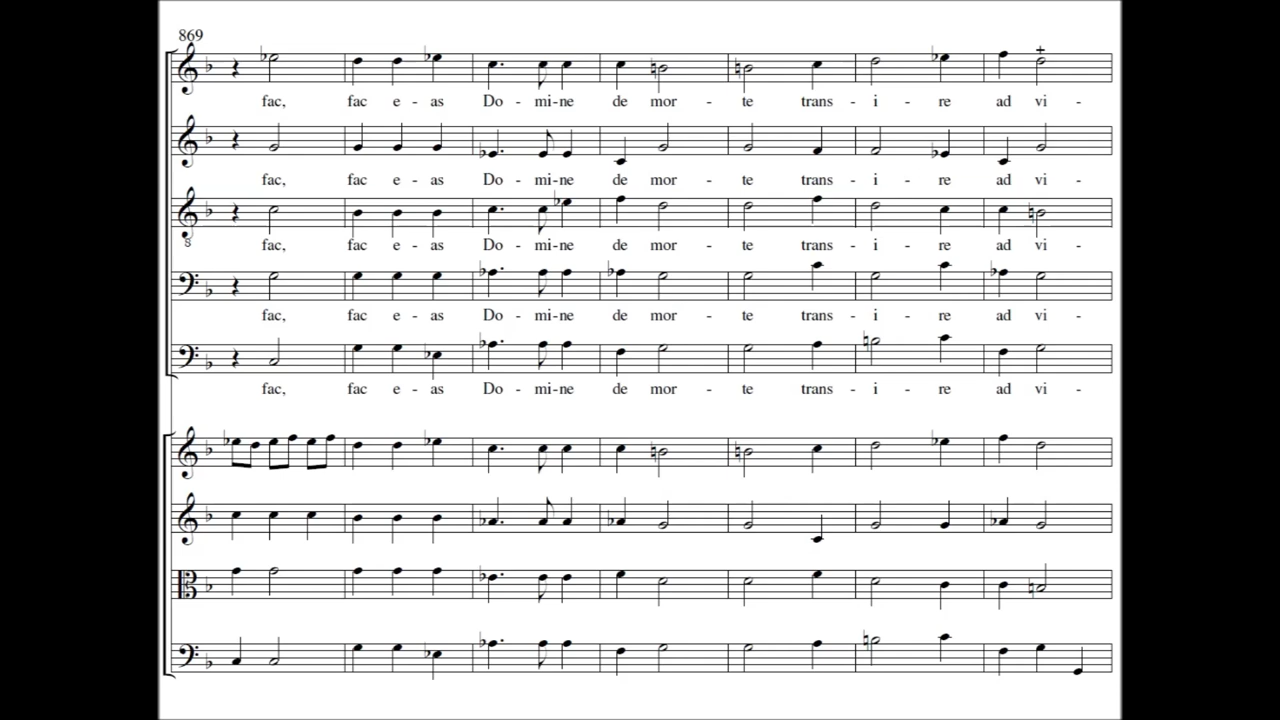 869
fac, fac e - as Do - mi-ne de mor - te trans - i - re ad vi -
fac, fac e - as Do - mi-ne de mor - te trans - i - re ad vi -
8
fac, fac e - as Do - mi-ne de mor - te trans - i - re ad vi -
fac, fac e - as Do - mi-ne de mor - te trans - i - re ad vi -
fac, fac e - as Do - mi-ne de mor - te trans - i - re ad vi -